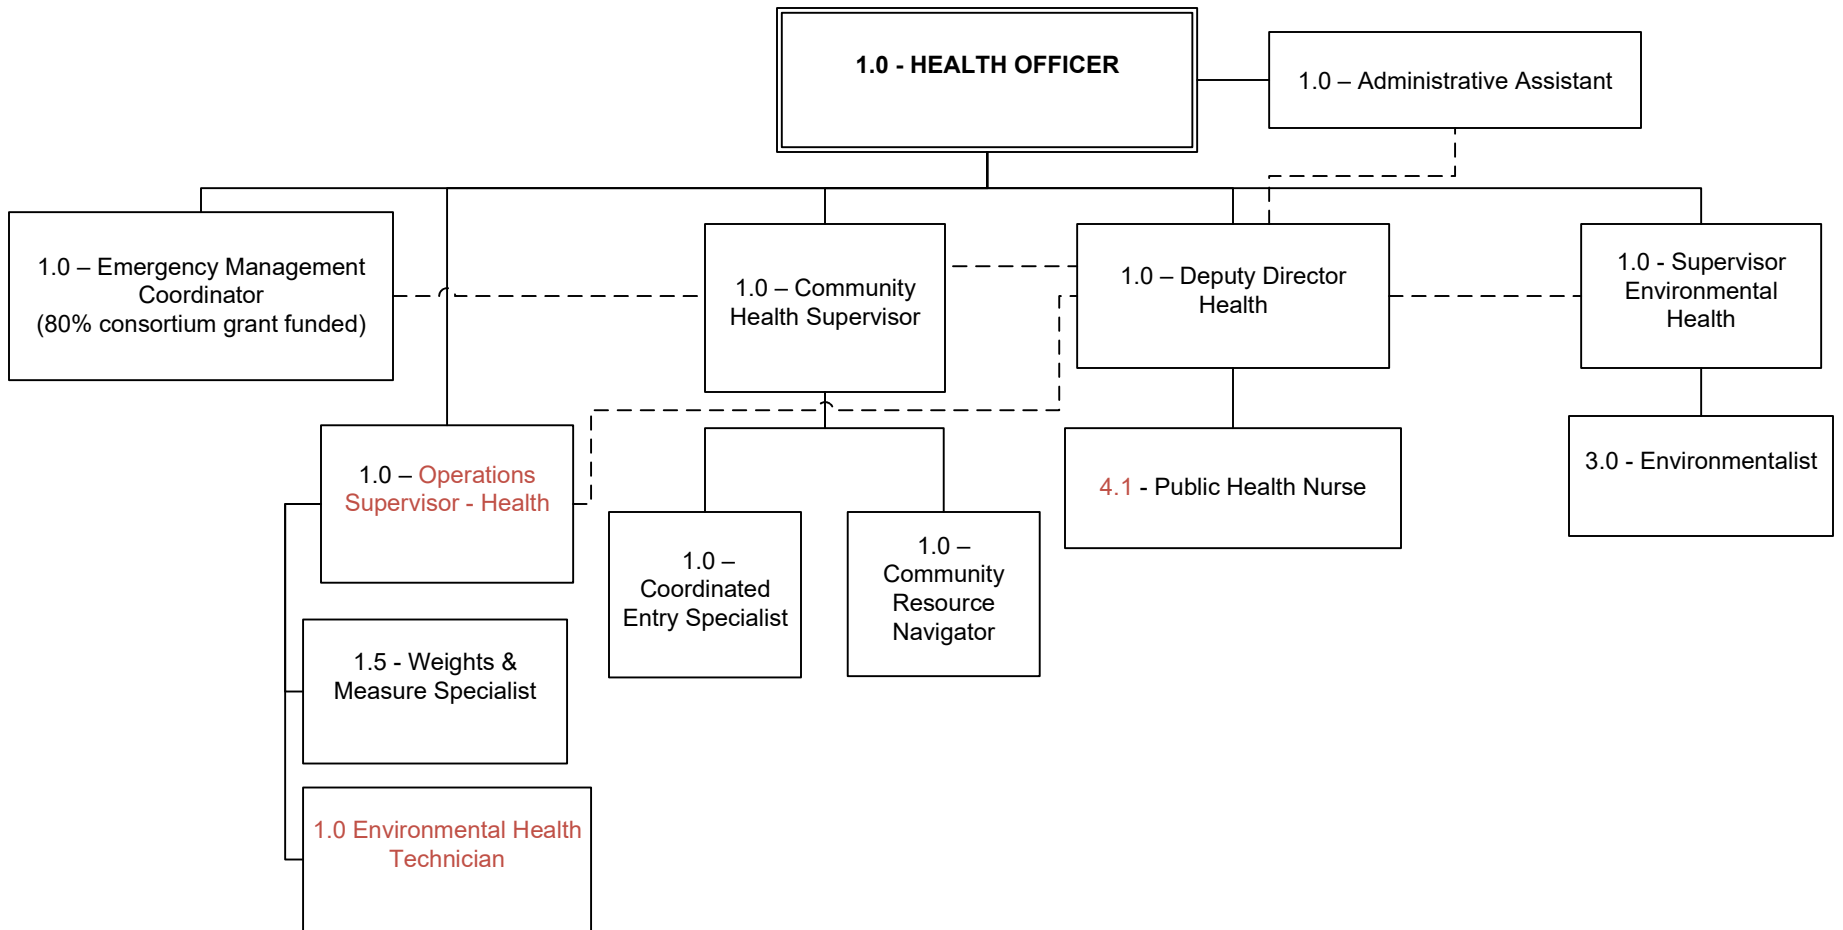 1.0 - HEALTH OFFICER
1.0 – Administrative Assistant
1.0 – Emergency Management
Coordinator
(80% consortium grant funded)
1.0 – Community
Health Supervisor
1.0 – Deputy Director
Health
1.0 - Supervisor
Environmental
Health
1.0 – Operations
Supervisor - Health
1.0 –
Coordinated
Entry Specialist
1.0 –
Community
Resource
Navigator
4.1 - Public Health Nurse
3.0 - Environmentalist
1.5 - Weights &
Measure Specialist
1.0 Environmental Health
Technician